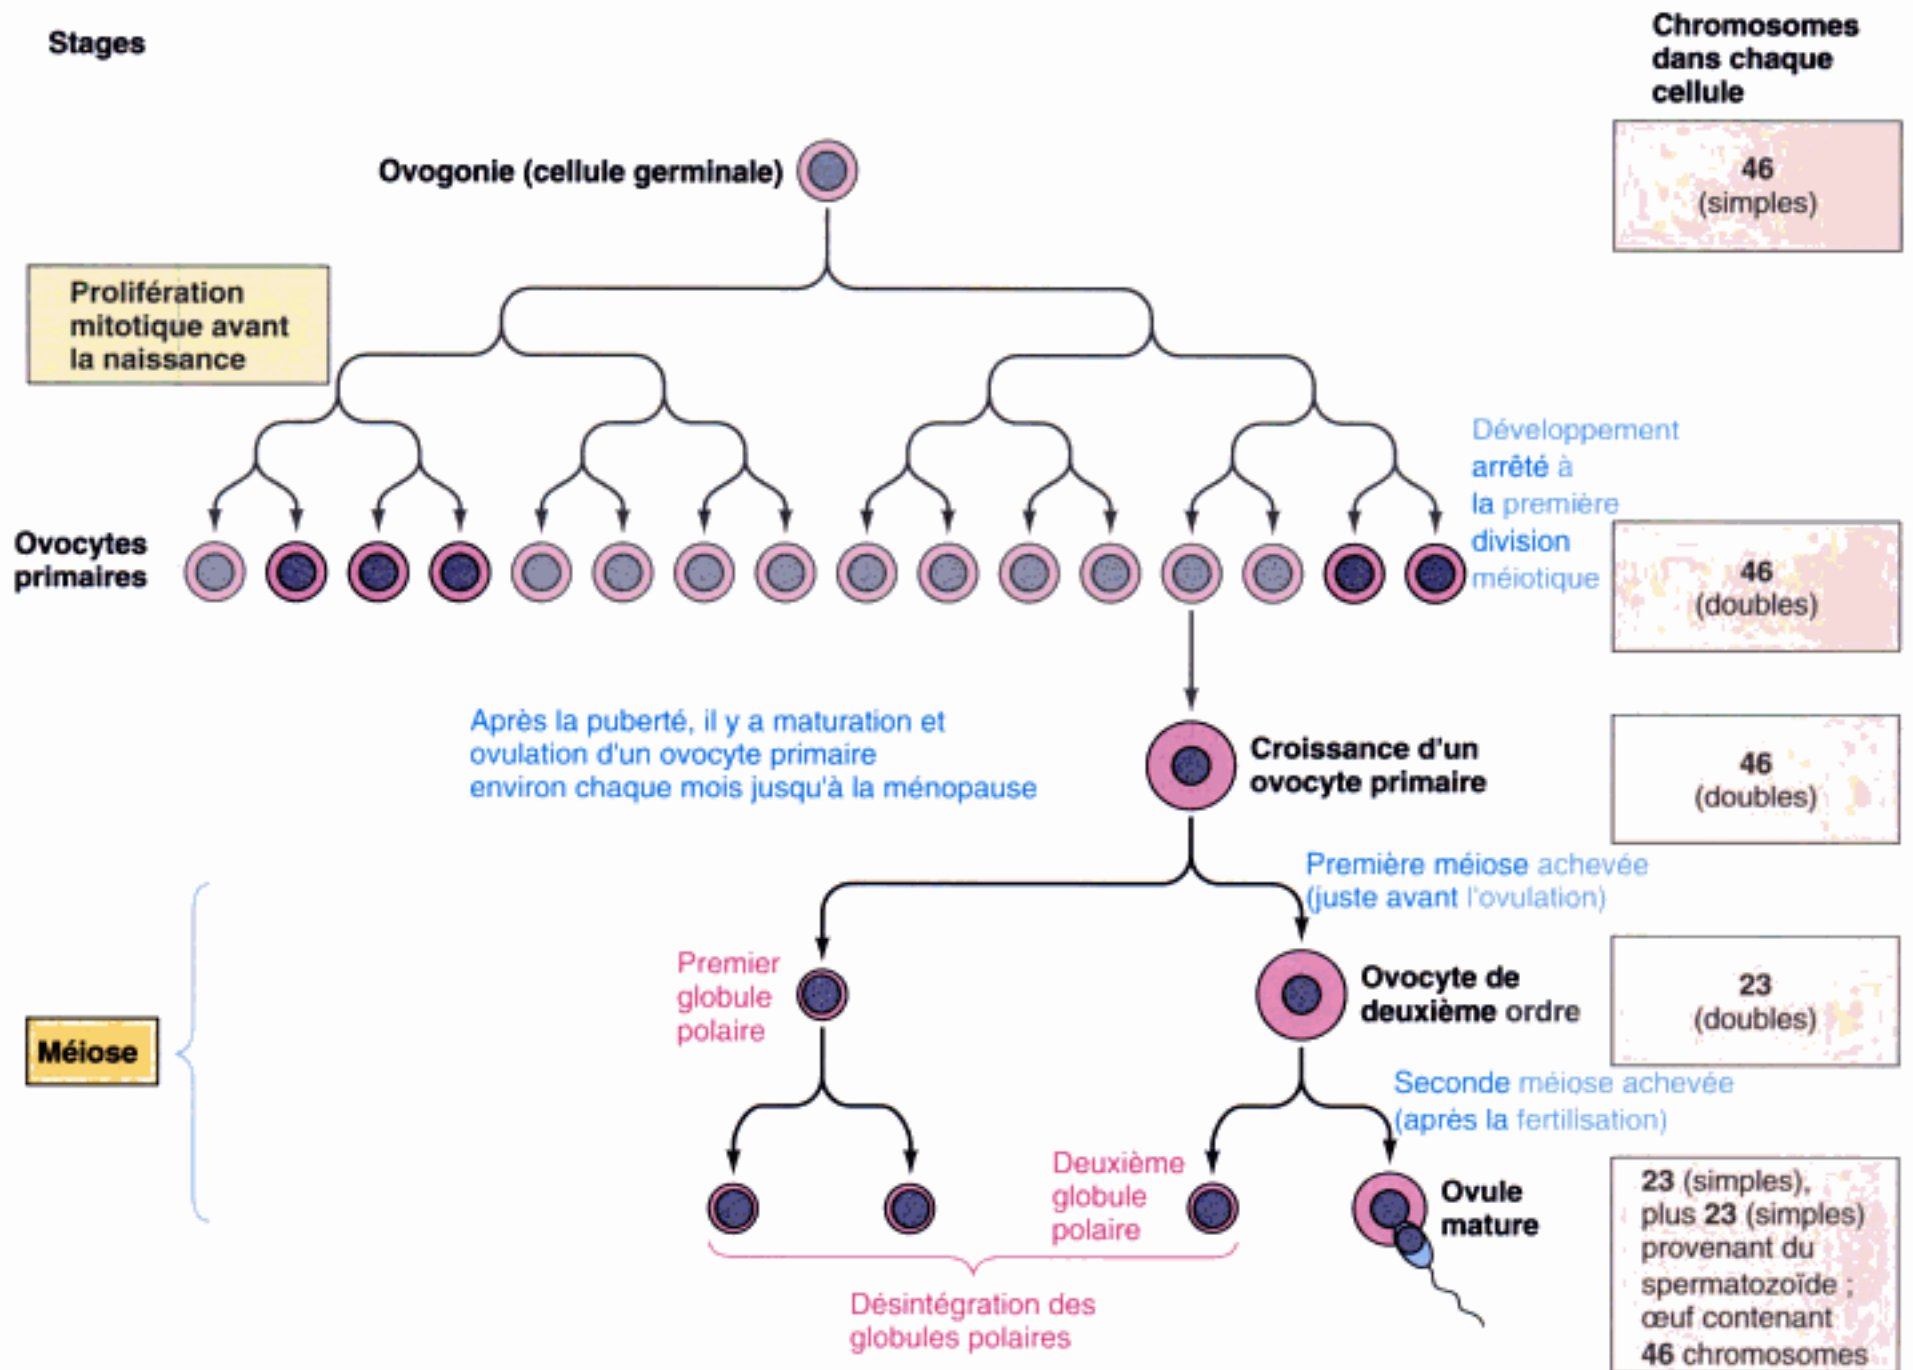 Stages
Chromosomes
dans chaque
cellule
Ovogonie (cellule germinale)
46
(simples)
Prolifération
mitotique avant
la naissance
Développement
arrêté à
la première
division
méiotique
Ovocytes
primaires
46
(doubles)
Après la puberté, il y a maturation et
ovulation d'un ovocyte primaire
environ chaque mois jusqu'à la ménopause
Croissance d'un
ovocyte primaire
46
(doubles)
Première méiose achevée
(juste avant l'ovulation)
Premier
globule
polaire
Ovocyte de
deuxième ordre
23
(doubles)
Méiose
Seconde méiose achevée
(après la fertilisation)
Deuxième
globule
polaire
Ovule
mature
23 (simples),
plus 23 (simples)
provenant du
spermatozoïde ;
œuf contenant
46 chromosomes
Désintégration des
globules polaires